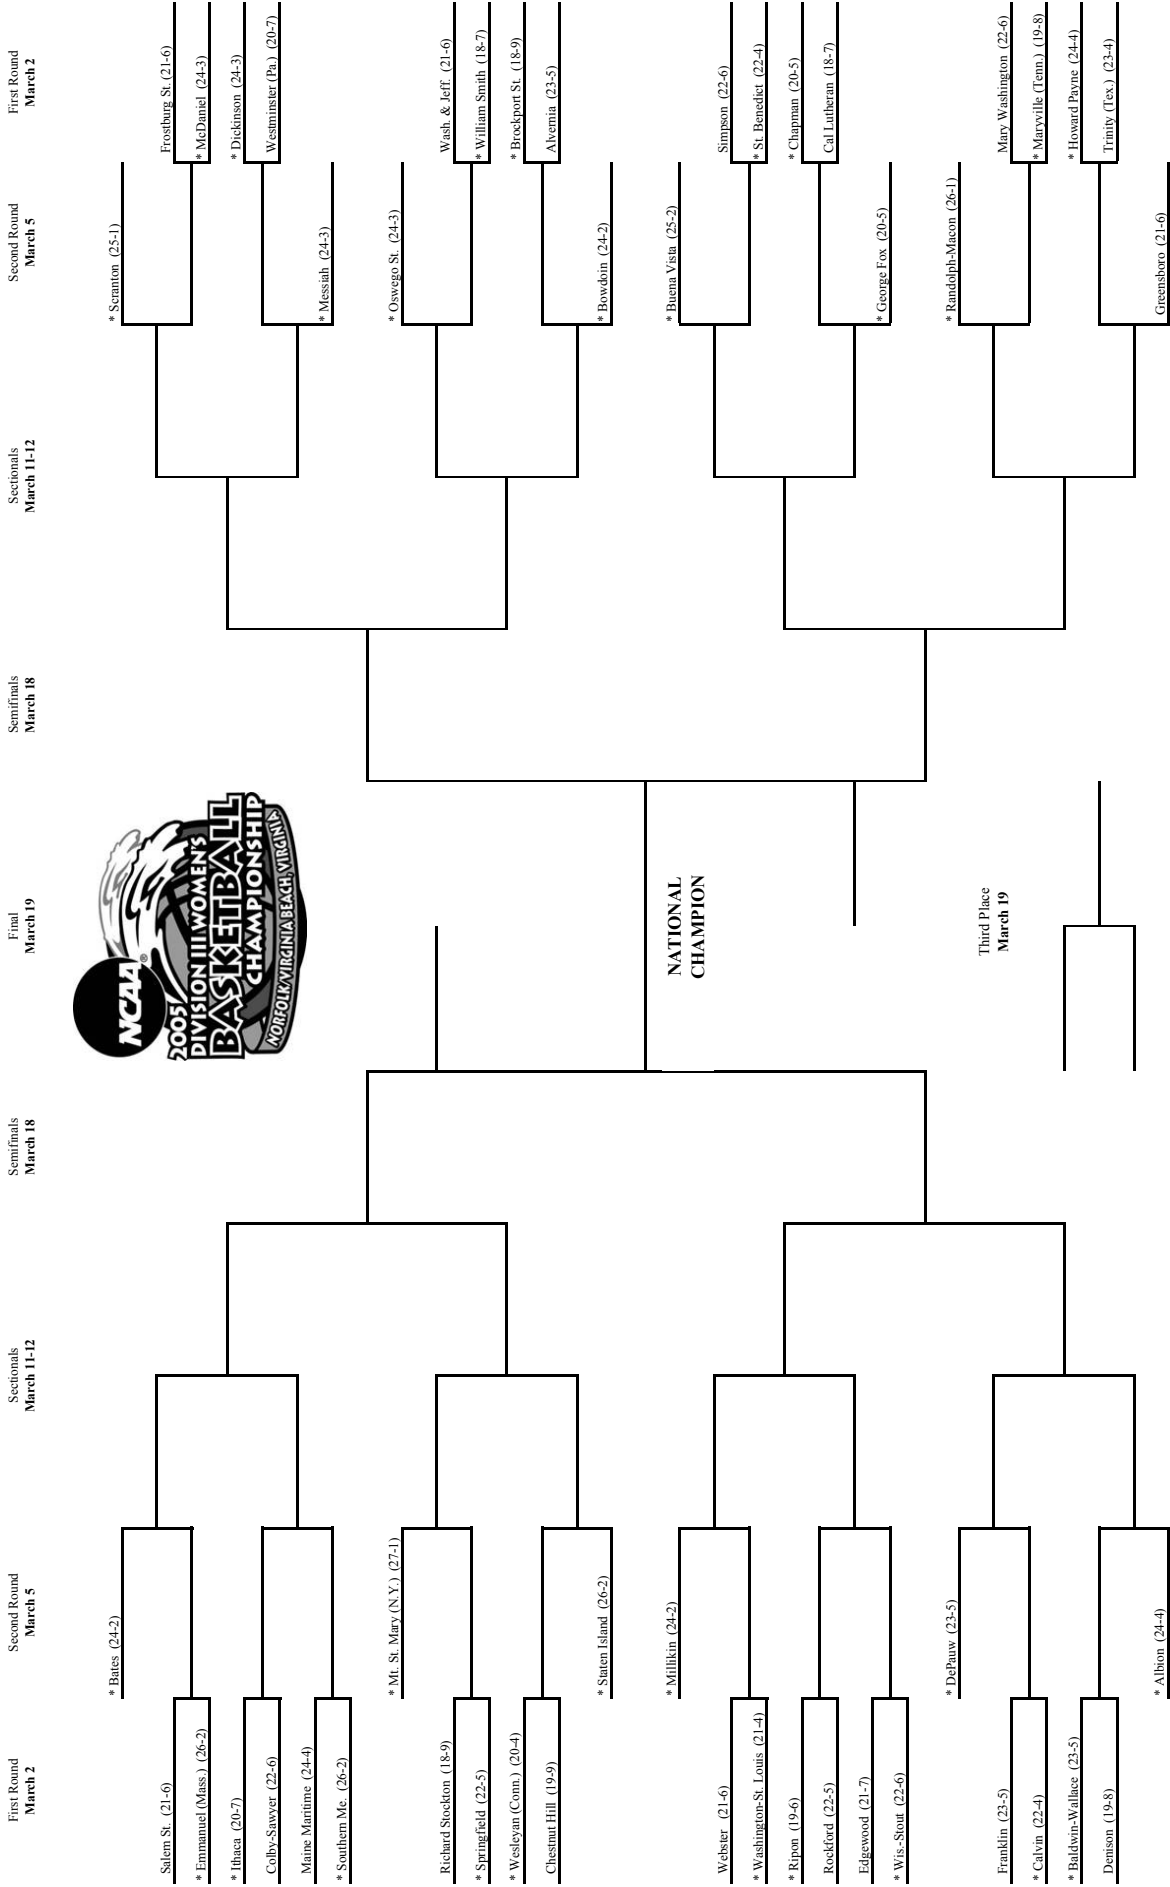 First Round
March 2
Second Round
March 5
Sectionals
March 11-12
Semifinals
March 18
Final
March 19
Semifinals
March 18
Sectionals
March 11-12
Second Round
March 5
First Round
March 2
* Bates (24-2)
Salem St. (21-6)
* Emmanuel (Mass.) (26-2)
* Ithaca (20-7)
Colby-Sawyer (22-6)
Maine Maritime (24-4)
* Southern Me. (26-2)
* Mt. St. Mary (N.Y.) (27-1)
Richard Stockton (18-9)
* Springfield (22-5)
* Wesleyan (Conn.) (20-4)
Chestnut Hill (19-9)
* Staten Island (26-2)
* Millikin (24-2)
Webster (21-6)
* Washington-St. Louis (21-4)
* Ripon (19-6)
Rockford (22-5)
Edgewood (21-7)
* Wis.-Stout (22-6)
* DePauw (23-5)
Franklin (23-5)
* Calvin (22-4)
* Baldwin-Wallace (23-5)
Denison (19-8)
* Albion (24-4)
NCAA®
2005
DIVISION III WOMEN'S
BASKETBALL
CHAMPIONSHIP
NORFOLK/VIRGINIA BEACH, VIRGINIA
NATIONAL
CHAMPION
Third Place
March 19
* Scranton (25-1)
Frostburg St. (21-6)
* McDaniel (24-3)
* Dickinson (24-3)
Westminster (Pa.) (20-7)
* Messiah (24-3)
* Oswego St. (24-3)
Wash. & Jeff. (21-6)
* William Smith (18-7)
* Brockport St. (18-9)
Alvernia (23-5)
* Bowdoin (24-2)
* Buena Vista (25-2)
Simpson (22-6)
* St. Benedict (22-4)
* Chapman (20-5)
Cal Lutheran (18-7)
* George Fox (20-5)
* Randolph-Macon (26-1)
Mary Washington (22-6)
* Maryville (Tenn.) (19-8)
* Howard Payne (24-4)
Trinity (Tex.) (23-4)
Greensboro (21-6)